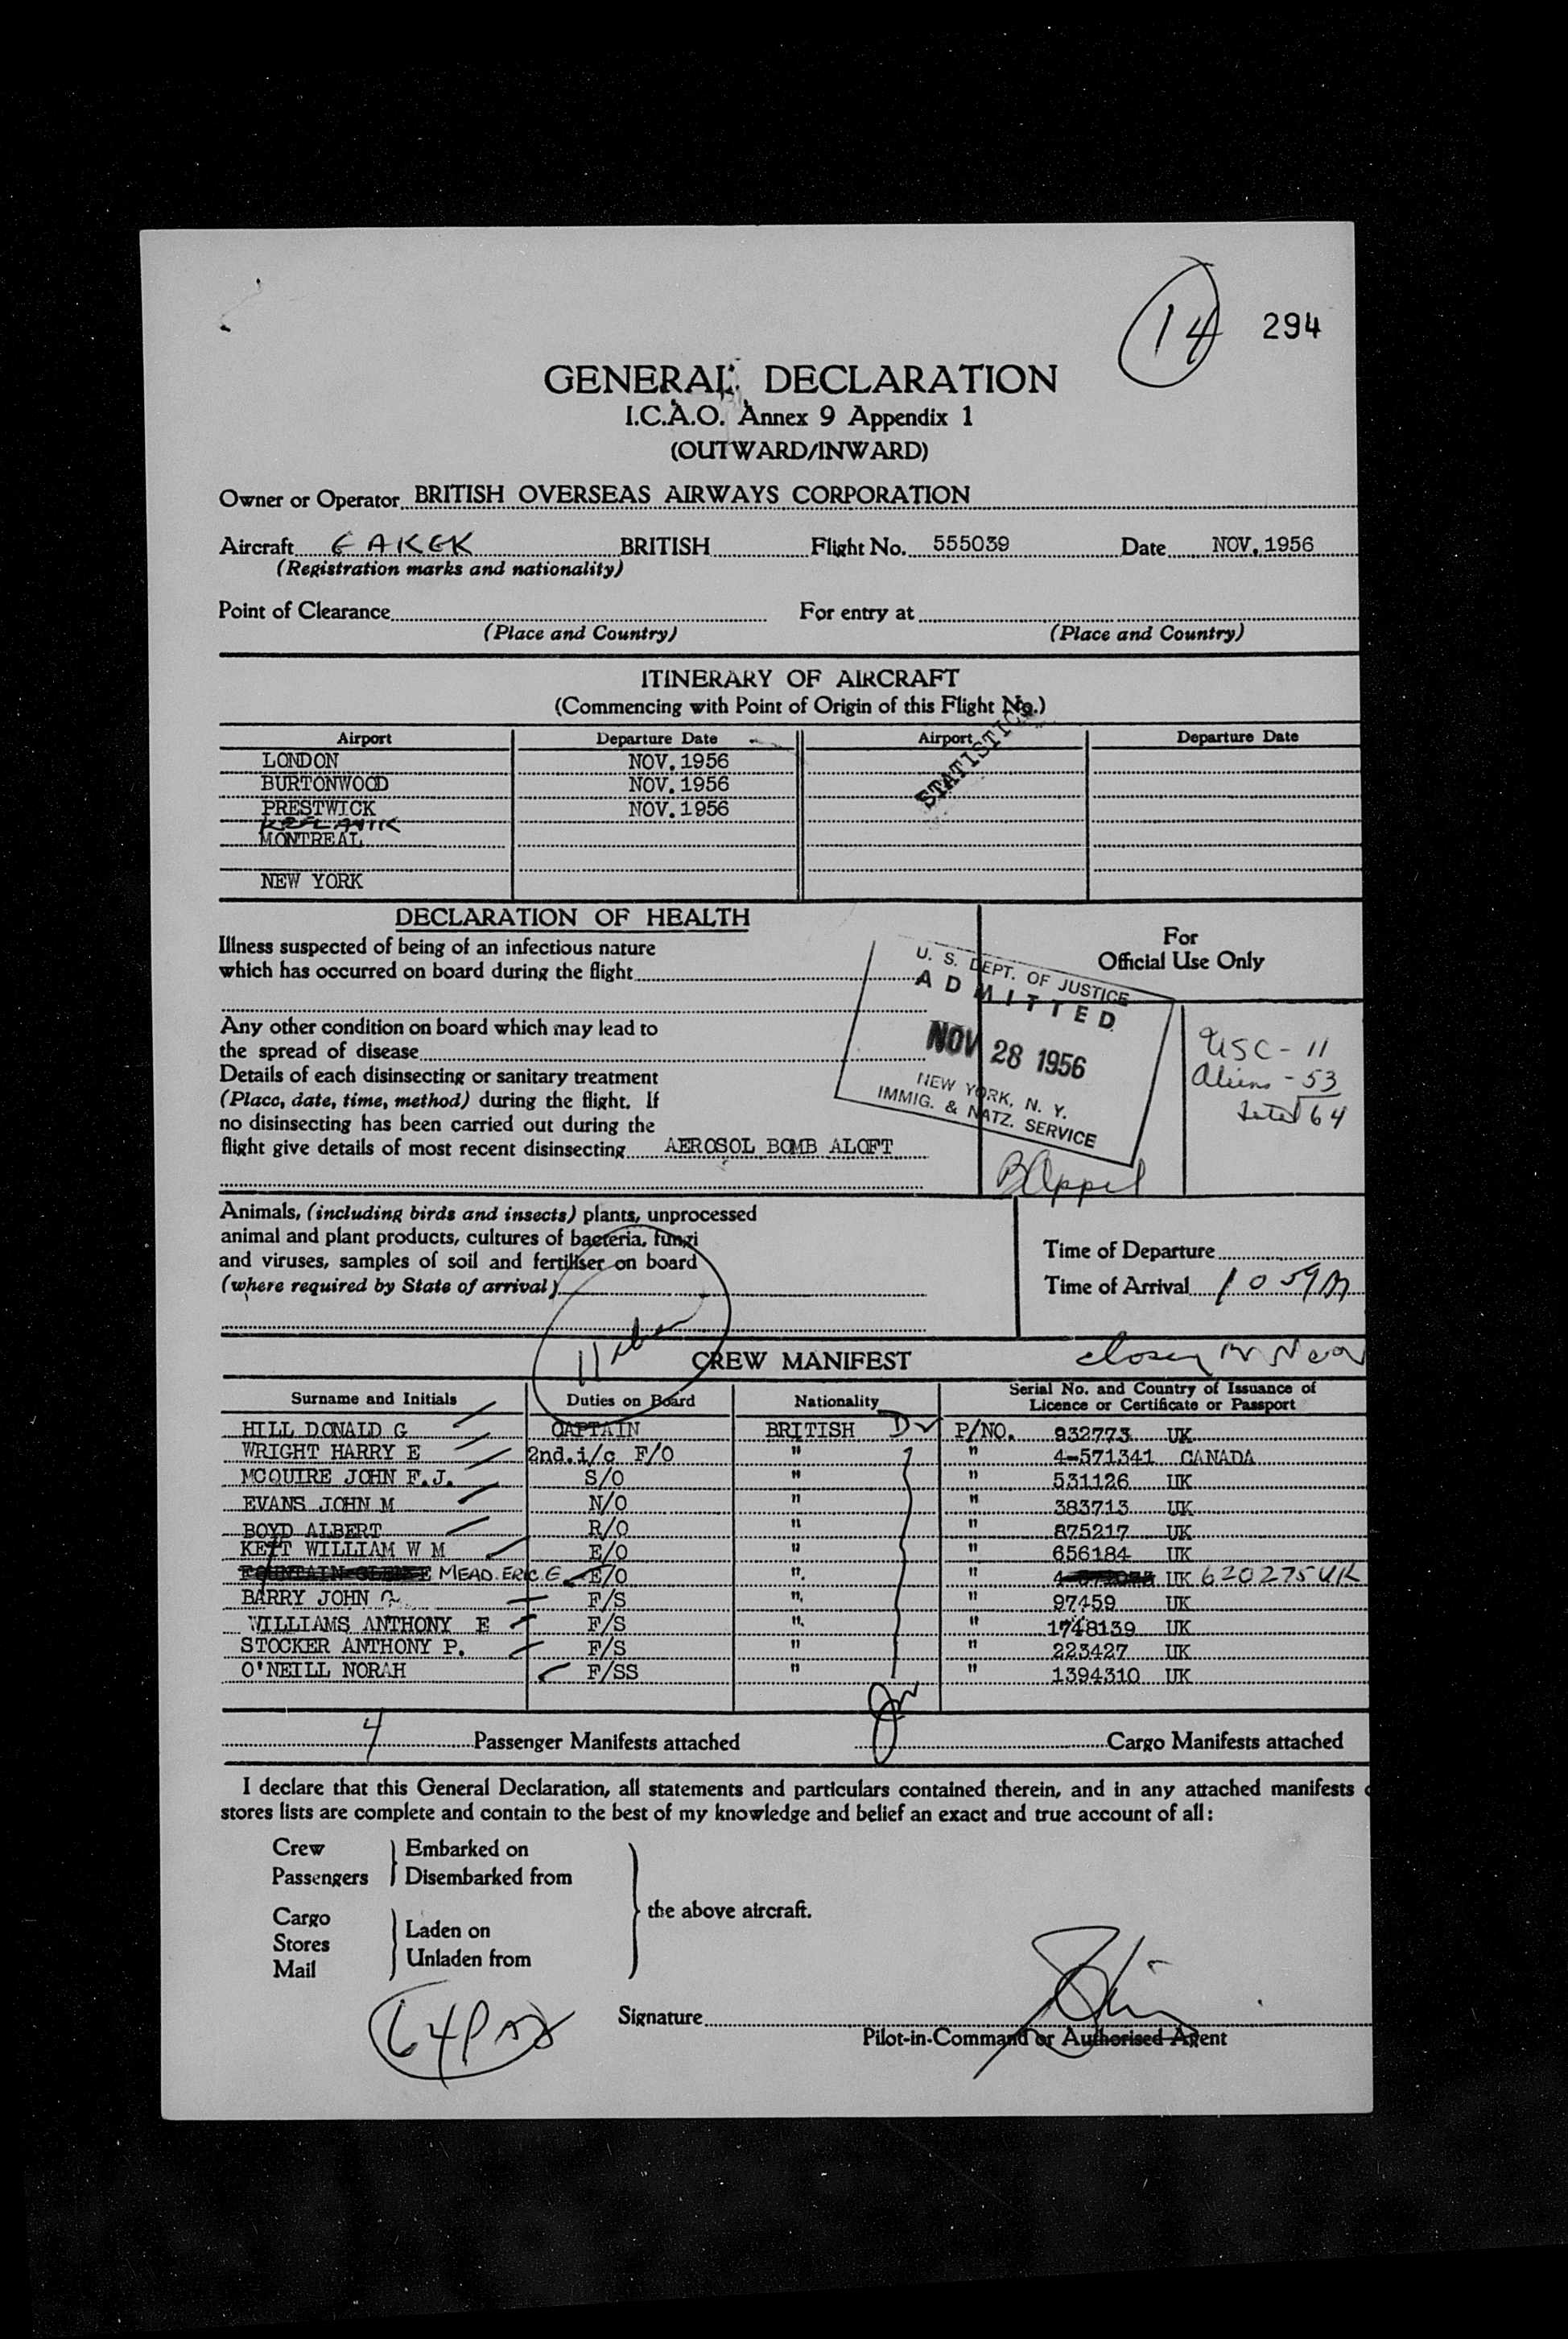 14 294
GENERAL DECLARATION
I.C.A.O. Annex 9 Appendix 1
(OUTWARD/INWARD)
Owner or Operator BRITISH OVERSEAS AIRWAYS CORPORATION
Aircraft GAKGK BRITISH Flight No. 555039 Date NOV. 1956
(Registration marks and nationality)
Point of Clearance For entry at
(Place and Country) (Place and Country)
ITINERARY OF AIRCRAFT
(Commencing with Point of Origin of this Flight No.)
Airport Departure Date Airport Departure Date
STATISTICS
LONDON NOV. 1956
BURTONWOOD NOV. 1956
PRESTWICK NOV. 1956
KEFLAVIK
MONTREAL
NEW YORK
DECLARATION OF HEALTH
Illness suspected of being of an infectious nature
which has occurred on board during the flight
Any other condition on board which may lead to
the spread of disease
Details of each disinsecting or sanitary treatment
(Place, date, time, method) during the flight. If
no disinsecting has been carried out during the
flight give details of most recent disinsecting AEROSOL BOMB ALOFT
For
Official Use Only
U. S. DEPT. OF JUSTICE
ADMITTED
NOV 28 1956
NEW YORK, N. Y.
IMMIG. & NATZ. SERVICE
B Appel
USC - 11
Aliens - 53
Total 64
Animals, (including birds and insects) plants, unprocessed
animal and plant products, cultures of bacteria, fungi
and viruses, samples of soil and fertiliser on board
(where required by State of arrival)
Time of Departure
Time of Arrival
11
CREW MANIFEST
Surname and Initials Duties on Board Nationality Serial No. and Country of Issuance of
Licence or Certificate or Passport
HILL DONALD G CAPTAIN BRITISH D P/NO. 932773 UK
WRIGHT HARRY E 2nd.i/c F/O " " 4-571341 CANADA
MCQUIRE JOHN F.J. S/O " " 531126 UK
EVANS JOHN M N/O " " 383713 UK
BOYD ALBERT R/O " " 875217 UK
KETT WILLIAM W M E/O " " 656184 UK
MEAD. ERIC. E E/O " " UK 620275 UK
BARRY JOHN F/S " " 97459 UK
WILLIAMS ANTHONY E F/S " " 1748139 UK
STOCKER ANTHONY P. F/S " " 223427 UK
O'NEILL NORAH F/SS " " 1394310 UK
4 Passenger Manifests attached Cargo Manifests attached
I declare that this General Declaration, all statements and particulars contained therein, and in any attached manifests
stores lists are complete and contain to the best of my knowledge and belief an exact and true account of all:
Crew Embarked on
Passengers Disembarked from
the above aircraft.
Cargo
Stores Laden on
Mail Unladen from
64 Pax
Signature
Pilot-in-Command or Authorised Agent